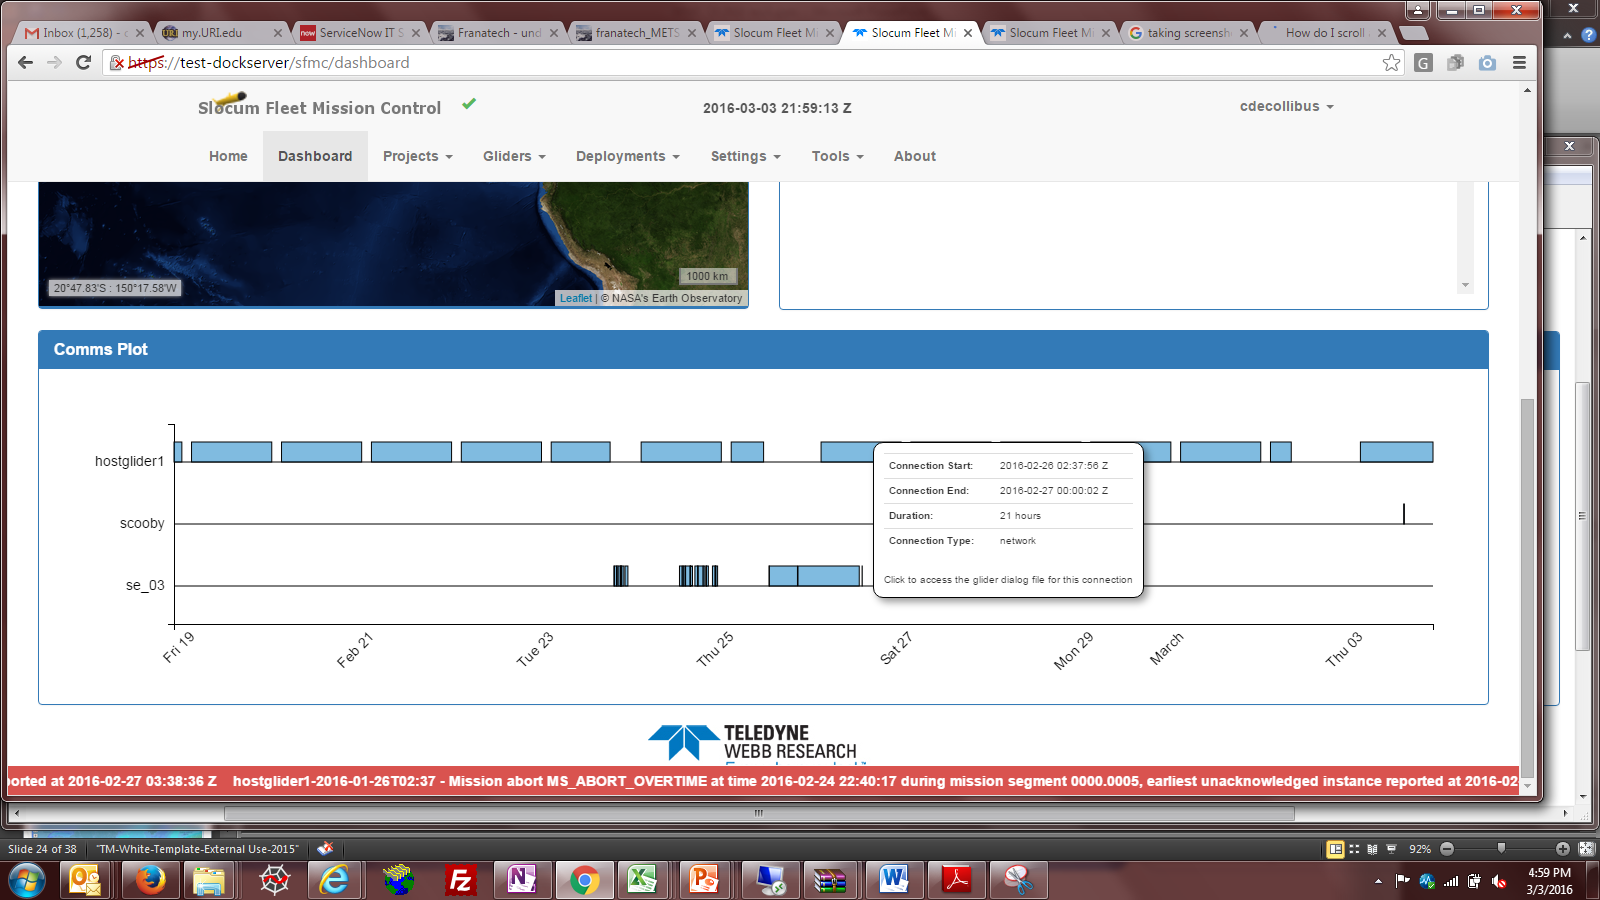 Inbox (1,258) - c
my.URI.edu
ServiceNow IT S
Franatech - und
franatech_METS
Slocum Fleet Mi
Slocum Fleet Mi
Slocum Fleet Mi
taking screensh
How do I scroll
https://test-dockserver/sfmc/dashboard
Slocum Fleet Mission Control
2016-03-03 21:59:13 Z
cdecollibus
Home
Dashboard
Projects
Gliders
Deployments
Settings
Tools
About
20°47.83'S : 150°17.58'W
1000 km
Leaflet | © NASA's Earth Observatory
Comms Plot
hostglider1
scooby
se_03
Connection Start: 2016-02-26 02:37:56 Z
Connection End: 2016-02-27 00:00:02 Z
Duration: 21 hours
Connection Type: network
Click to access the glider dialog file for this connection
Fri 19
Feb 21
Tue 23
Thu 25
Sat 27
Mon 29
March
Thu 03
TELEDYNE
WEBB RESEARCH
ported at 2016-02-27 03:38:36 Z hostglider1-2016-01-26T02:37 - Mission abort MS_ABORT_OVERTIME at time 2016-02-24 22:40:17 during mission segment 0000.0005, earliest unacknowledged instance reported at 2016-02
Slide 24 of 38
"TM-White-Template-External Use-2015"
92%
4:59 PM
3/3/2016